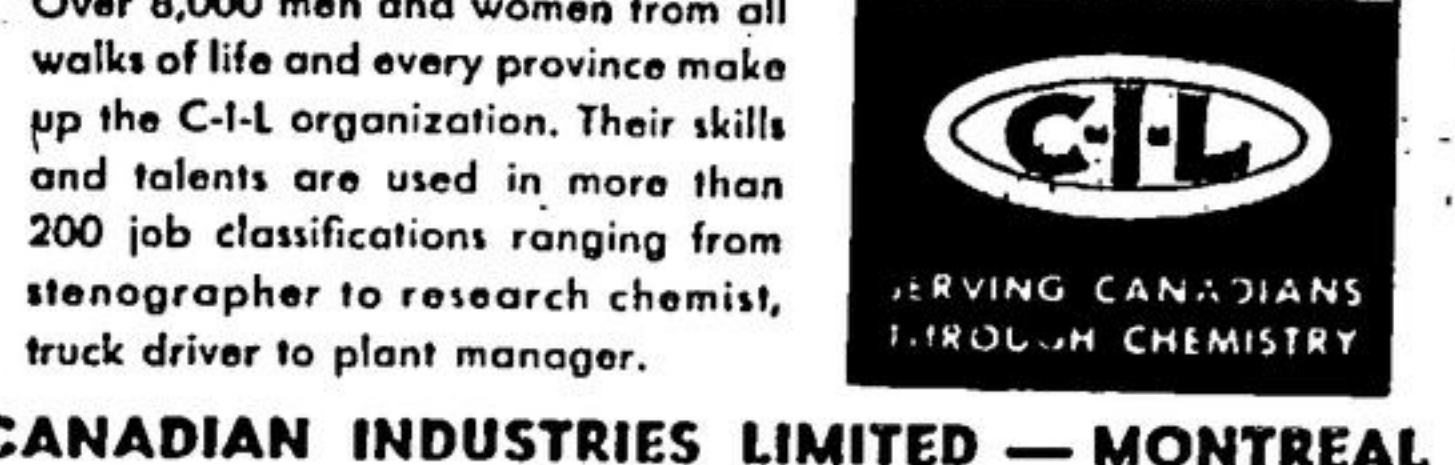 Over 8,000 men and women from all
walks of life and every province make
up the C-I-L organization. Their skills
and talents are used in more than
200 job classifications ranging from
stenographer to research chemist,
truck driver to plant manager.
C-I-L
SERVING CANADIANS
THROUGH CHEMISTRY
CANADIAN INDUSTRIES LIMITED — MONTREAL